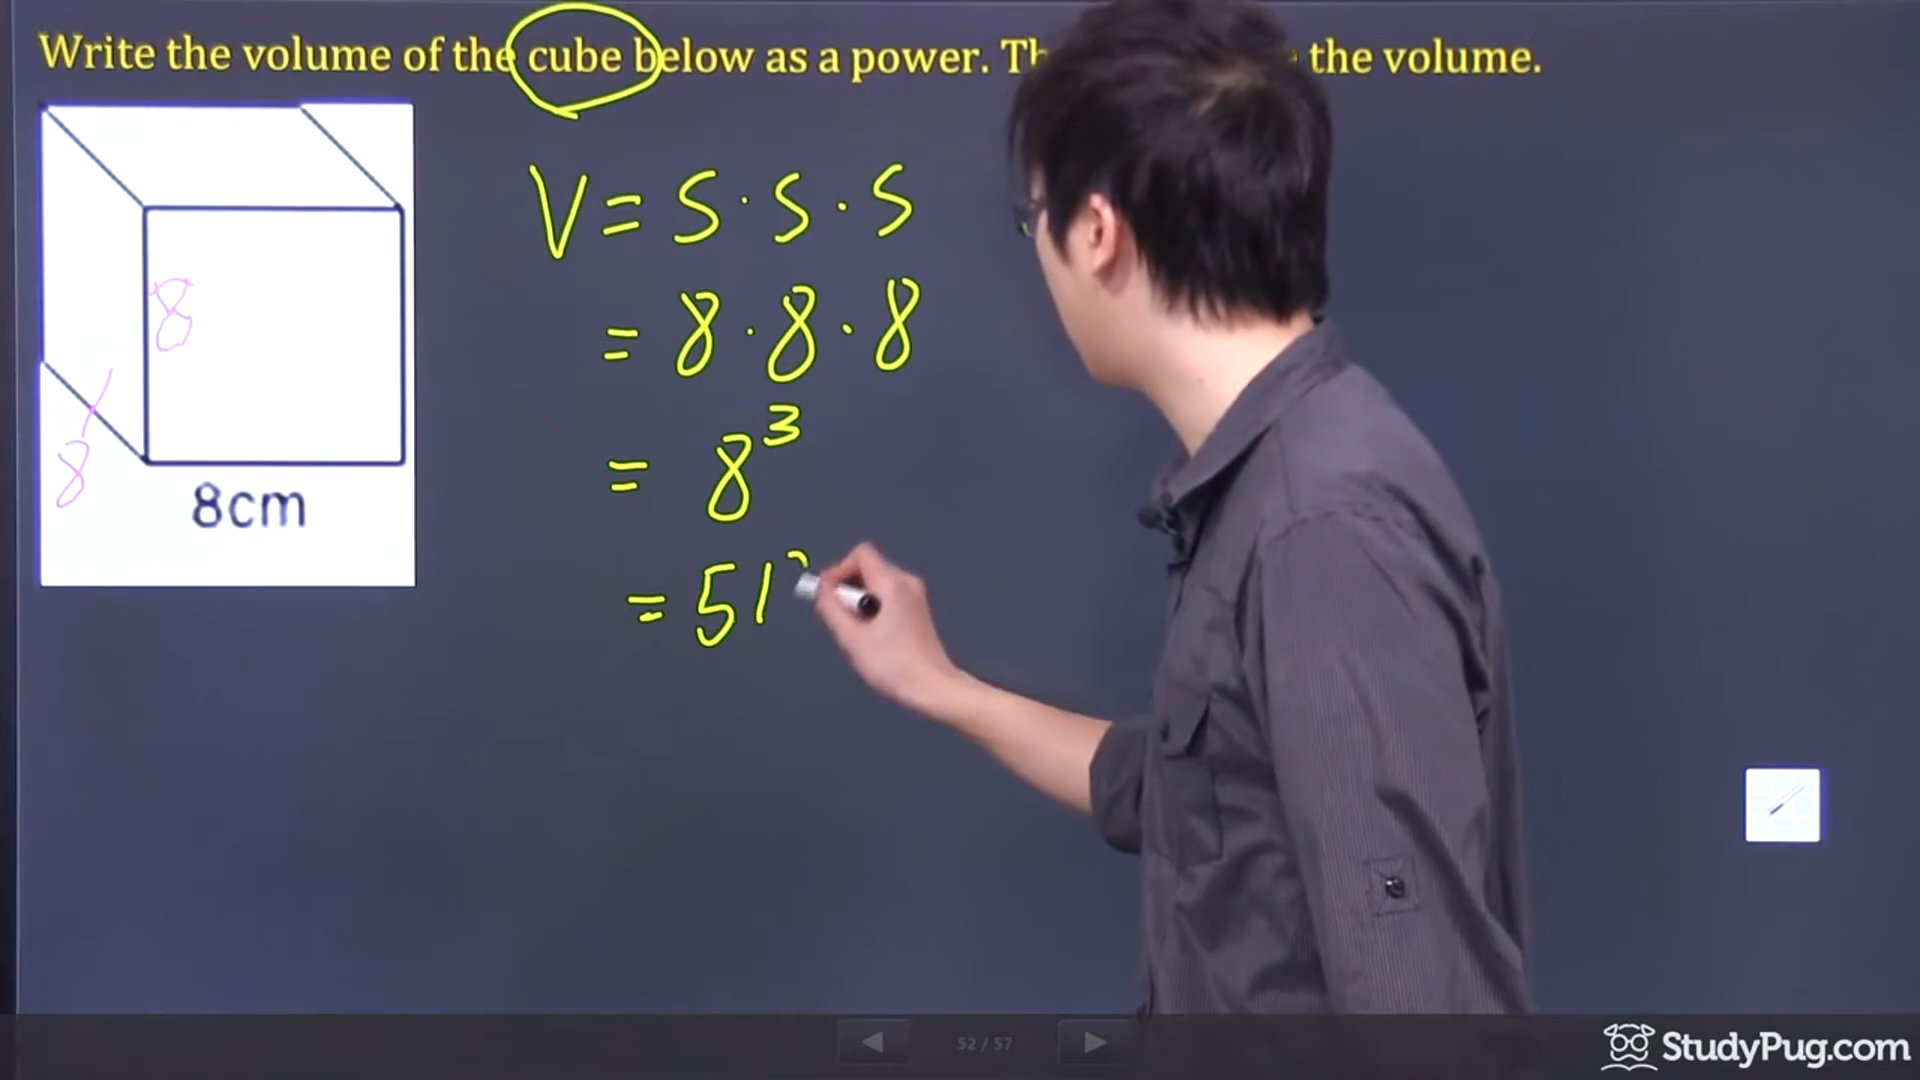 Write the volume of the cube below as a power. the volume.
V = s · s · s
= 8 · 8 · 8
= 8³
= 51
8
8
8cm
52 / 57
StudyPug.com